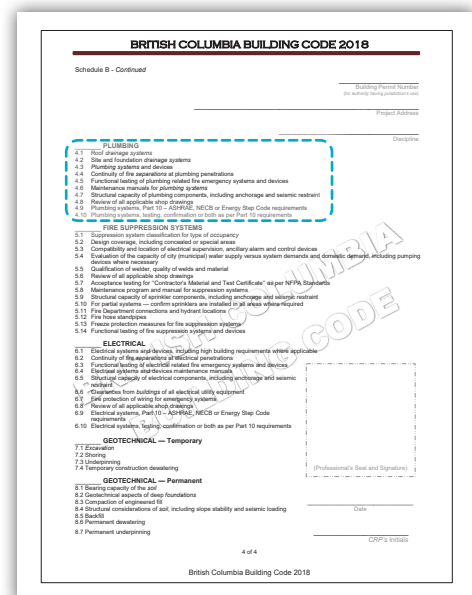 BRITISH COLUMBIA BUILDING CODE 2018
Schedule B - Continued
Building Permit Number
(for authority having jurisdiction's use)
Project Address
Discipline
PLUMBING
4.1 Roof drainage systems
4.2 Site and foundation drainage systems
4.3 Plumbing systems and devices
4.4 Continuity of fire separations at plumbing penetrations
4.5 Functional testing of plumbing related fire emergency systems and devices
4.6 Maintenance manuals for plumbing systems
4.7 Structural capacity of plumbing components, including anchorage and seismic restraint
4.8 Review of all applicable shop drawings
4.9 Plumbing systems, Part 10 – ASHRAE, NECB or Energy Step Code requirements
4.10 Plumbing systems, testing, confirmation or both as per Part 10 requirements
FIRE SUPPRESSION SYSTEMS
5.1 Suppression system classification for type of occupancy
5.2 Design coverage, including concealed or special areas
5.3 Compatibility and location of electrical supervision, ancillary alarm and control devices
5.4 Evaluation of the capacity of city (municipal) water supply versus system demands and domestic demand, including pumping
devices where necessary
5.5 Qualification of welder, quality of welds and material
5.6 Review of all applicable shop drawings
5.7 Acceptance testing for "Contractor's Material and Test Certificate" as per NFPA Standards
5.8 Maintenance program and manual for suppression systems
5.9 Structural capacity of sprinkler components, including anchorage and seismic restraint
5.10 For partial systems — confirm sprinklers are installed in all areas where required
5.11 Fire Department connections and hydrant locations
5.12 Fire hose standpipes
5.13 Freeze protection measures for fire suppression systems
5.14 Functional testing of fire suppression systems and devices
ELECTRICAL
6.1 Electrical systems and devices, including high building requirements where applicable
6.2 Continuity of fire separations at electrical penetrations
6.3 Functional testing of electrical related fire emergency systems and devices
6.4 Electrical systems and devices maintenance manuals
6.5 Structural capacity of electrical components, including anchorage and seismic
restraint
6.6 Clearances from buildings of all electrical utility equipment
6.7 Fire protection of wiring for emergency systems
6.8 Review of all applicable shop drawings
6.9 Electrical systems, Part 10 – ASHRAE, NECB or Energy Step Code
requirements
6.10 Electrical systems, testing, confirmation or both as per Part 10 requirements
GEOTECHNICAL — Temporary
7.1 Excavation
7.2 Shoring
7.3 Underpinning
7.4 Temporary construction dewatering
(Professional's Seal and Signature)
GEOTECHNICAL — Permanent
8.1 Bearing capacity of the soil
8.2 Geotechnical aspects of deep foundations
8.3 Compaction of engineered fill
8.4 Structural considerations of soil, including slope stability and seismic loading
8.5 Backfill
8.6 Permanent dewatering
8.7 Permanent underpinning
Date
CRP's Initials
4 of 4
British Columbia Building Code 2018
BRITISH COLUMBIA
BUILDING CODE